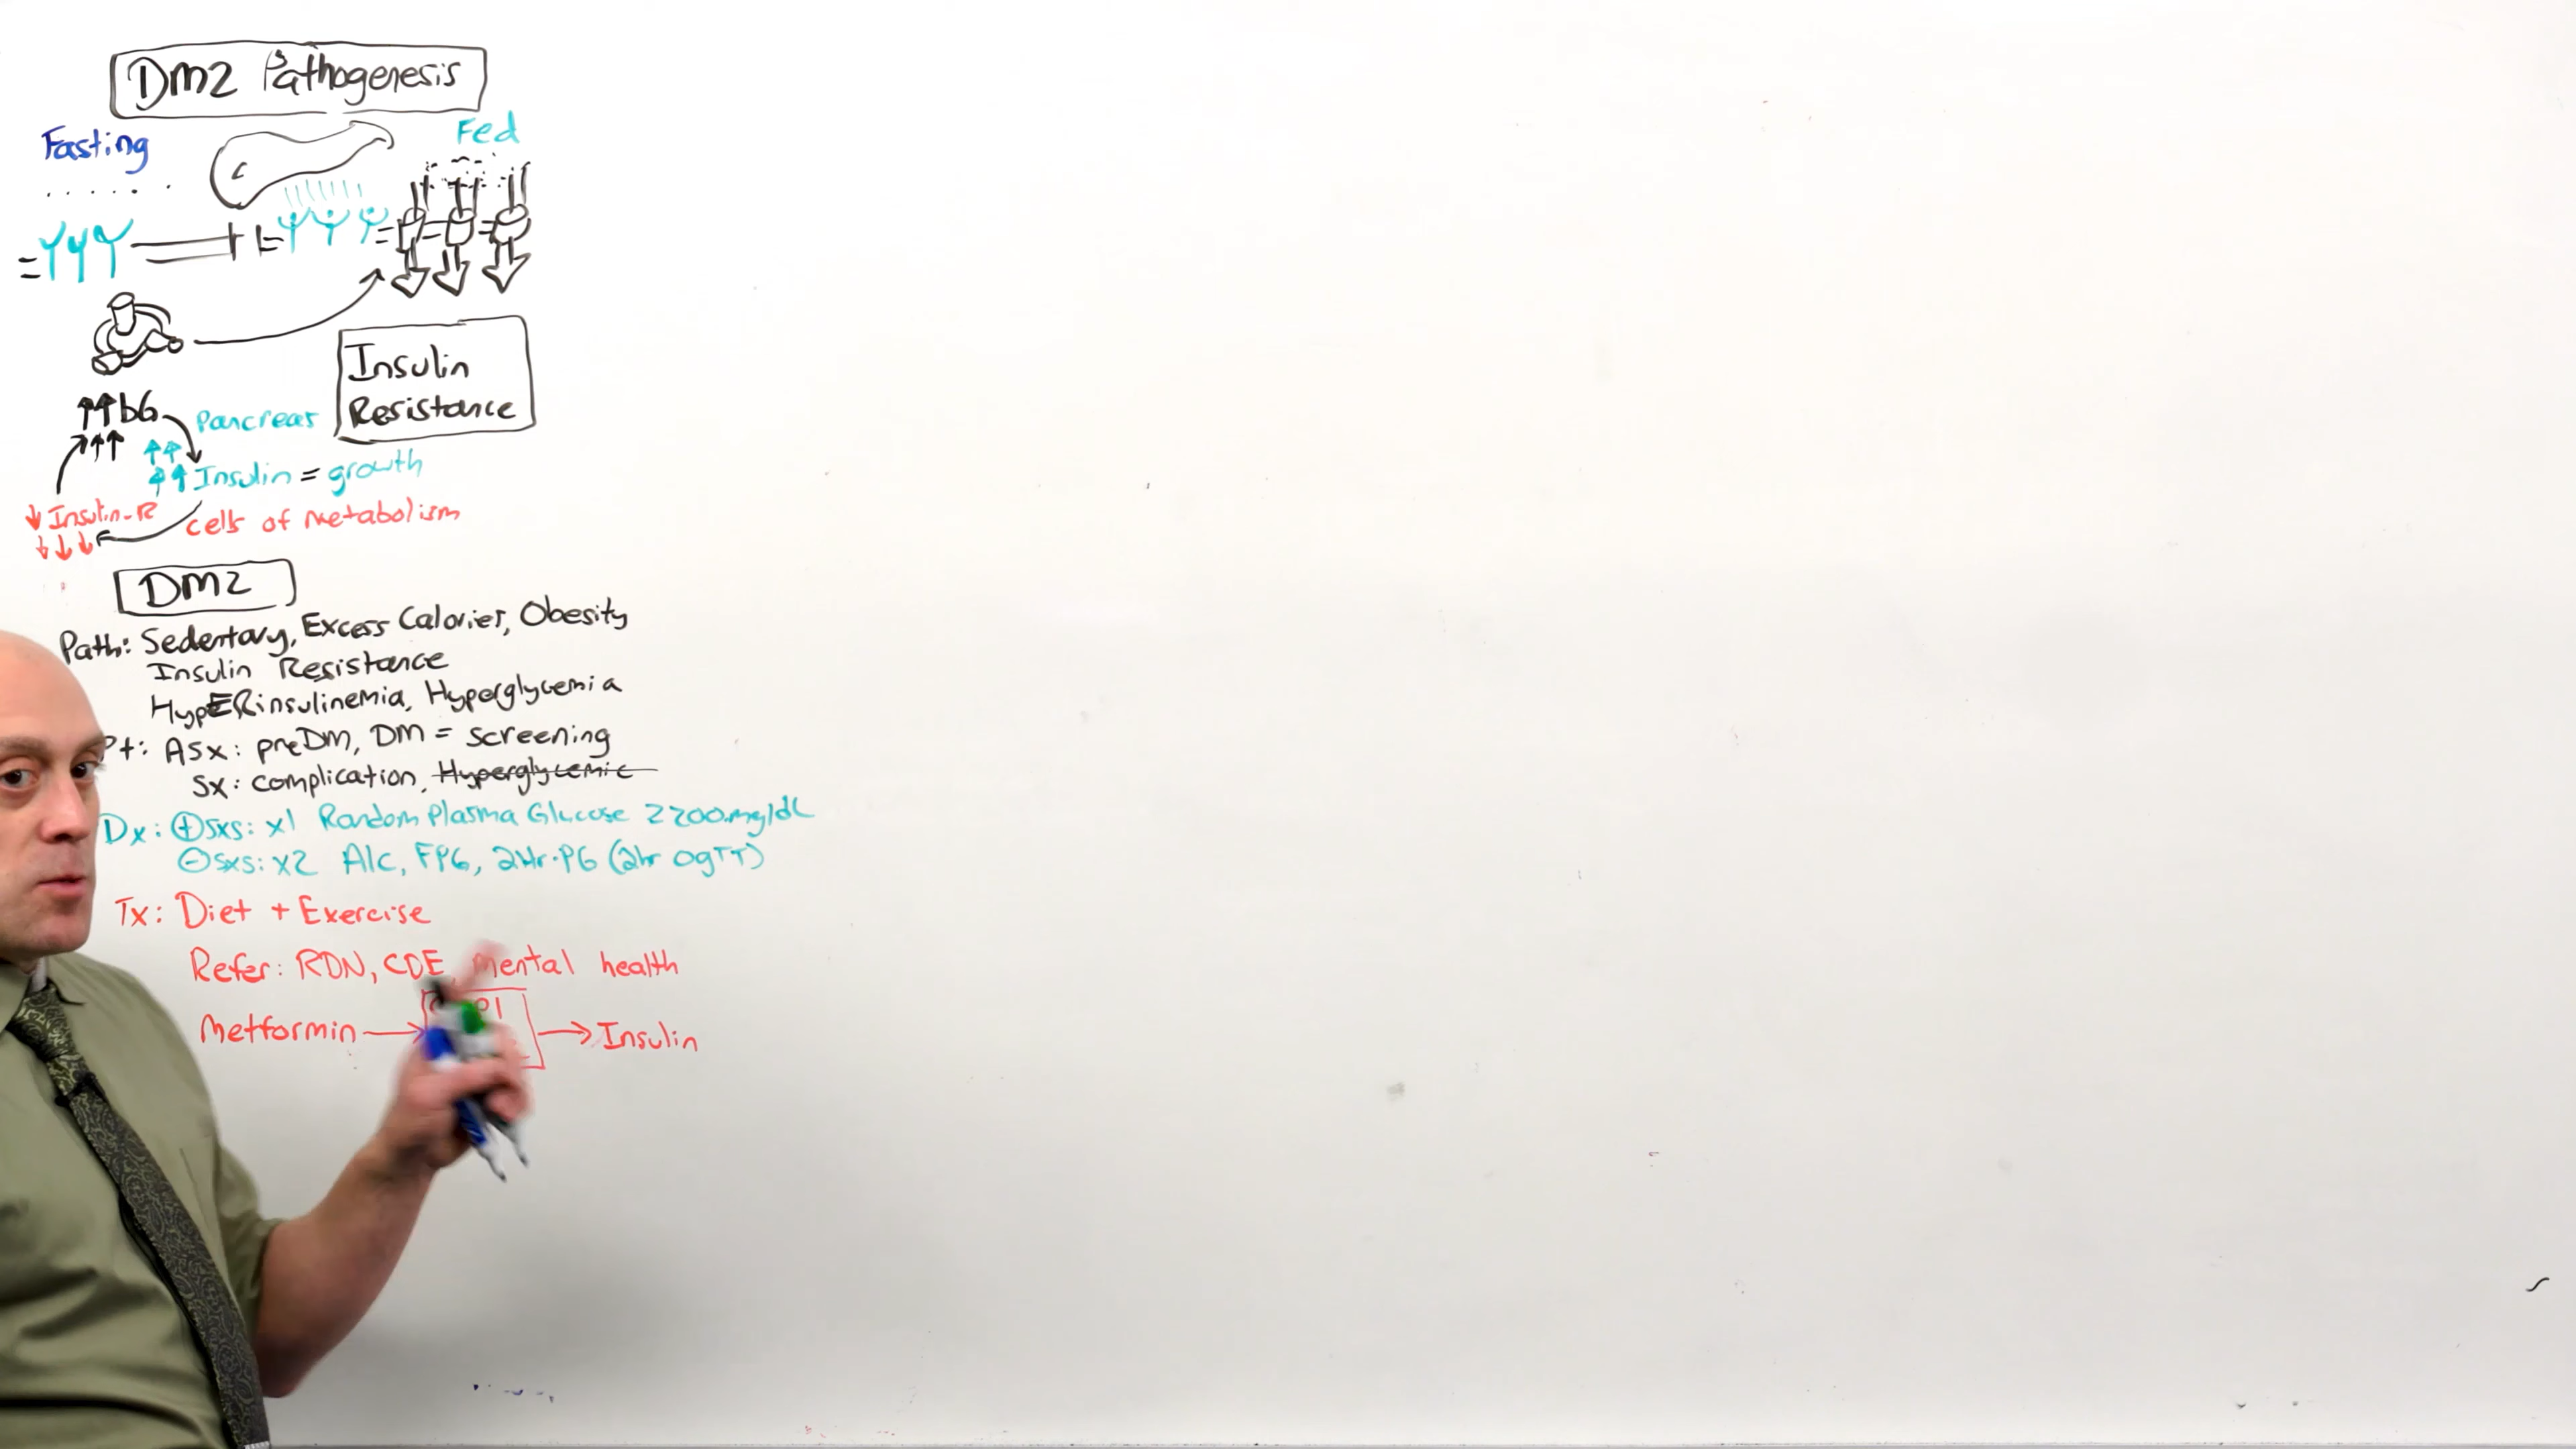 DM2 Pathogenesis
Fasting
Fed
Insulin
Resistance
↑↑bG
↑↑↑
Pancreas
↑↑
↑↑ Insulin = growth
↓ Insulin-R
cells of metabolism
↓↓↓
DM2
Path: Sedentary, Excess Calories, Obesity
Insulin Resistance
HypERinsulinemia, Hyperglycemia
Pt: ASx: preDM, DM = screening
Sx: complication, Hyperglycemic
Dx: ⊕sxs: x1 Random Plasma Glucose ≥200mg/dL
⊖sxs: x2 A1c, FPG, 2Hr-PG (2hr OgTT)
Tx: Diet + Exercise
Refer: RDN, CDE, mental health
Metformin → → Insulin